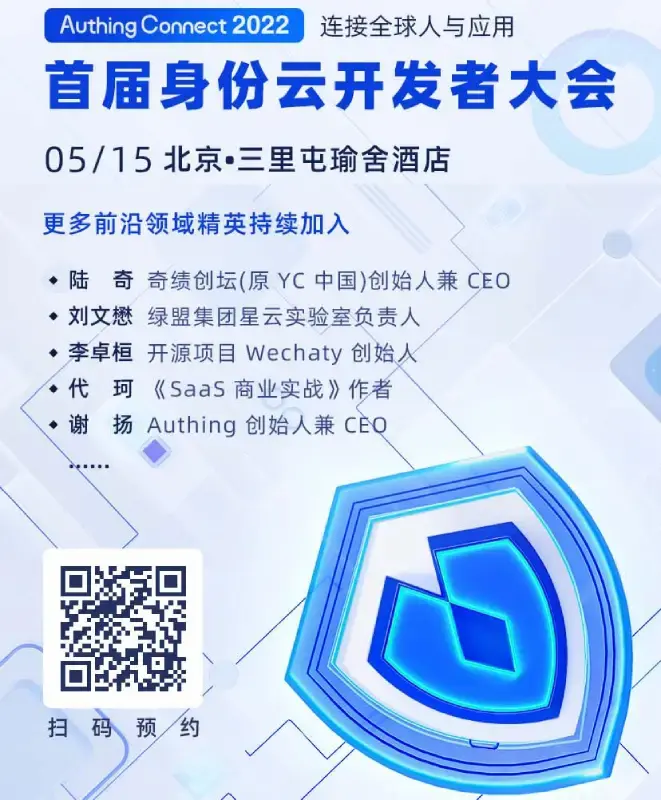 Authing Connect 2022 连接全球人与应用
首届身份云开发者大会
05/15 北京•三里屯瑜舍酒店
更多前沿领域精英持续加入
◆ 陆 奇 奇绩创坛(原 YC 中国)创始人兼 CEO
◆ 刘文懋 绿盟集团星云实验室负责人
◆ 李卓桓 开源项目 Wechaty 创始人
◆ 代 珂 《SaaS 商业实战》作者
◆ 谢 扬 Authing 创始人兼 CEO
......
扫码预约